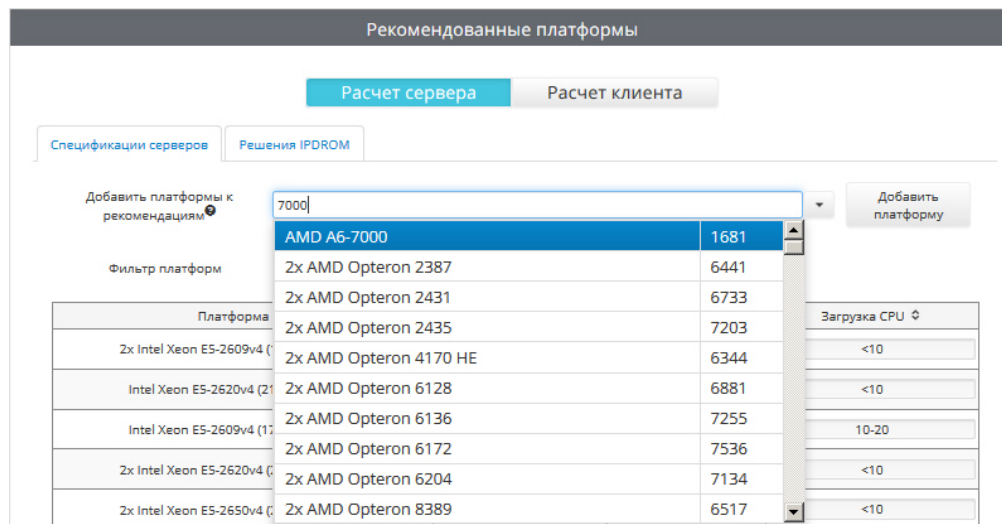 Рекомендованные платформы
Расчет сервера Расчет клиента
Спецификации серверов Решения IPDROM
Добавить платформы к
рекомендациям?
7000
Добавить
платформу
AMD A6-7000 1681
2x AMD Opteron 2387 6441
Фильтр платформ
2x AMD Opteron 2431 6733
2x AMD Opteron 2435 7203
Платформа Загрузка CPU
2x AMD Opteron 4170 HE 6344
2x Intel Xeon E5-2609v4 (1 <10
2x AMD Opteron 6128 6881
Intel Xeon E5-2620v4 (21 <10
2x AMD Opteron 6136 7255
Intel Xeon E5-2609v4 (17 10-20
2x AMD Opteron 6172 7536
2x Intel Xeon E5-2620v4 ( <10
2x AMD Opteron 6204 7134
2x Intel Xeon E5-2650v4 ( <10
2x AMD Opteron 8389 6517